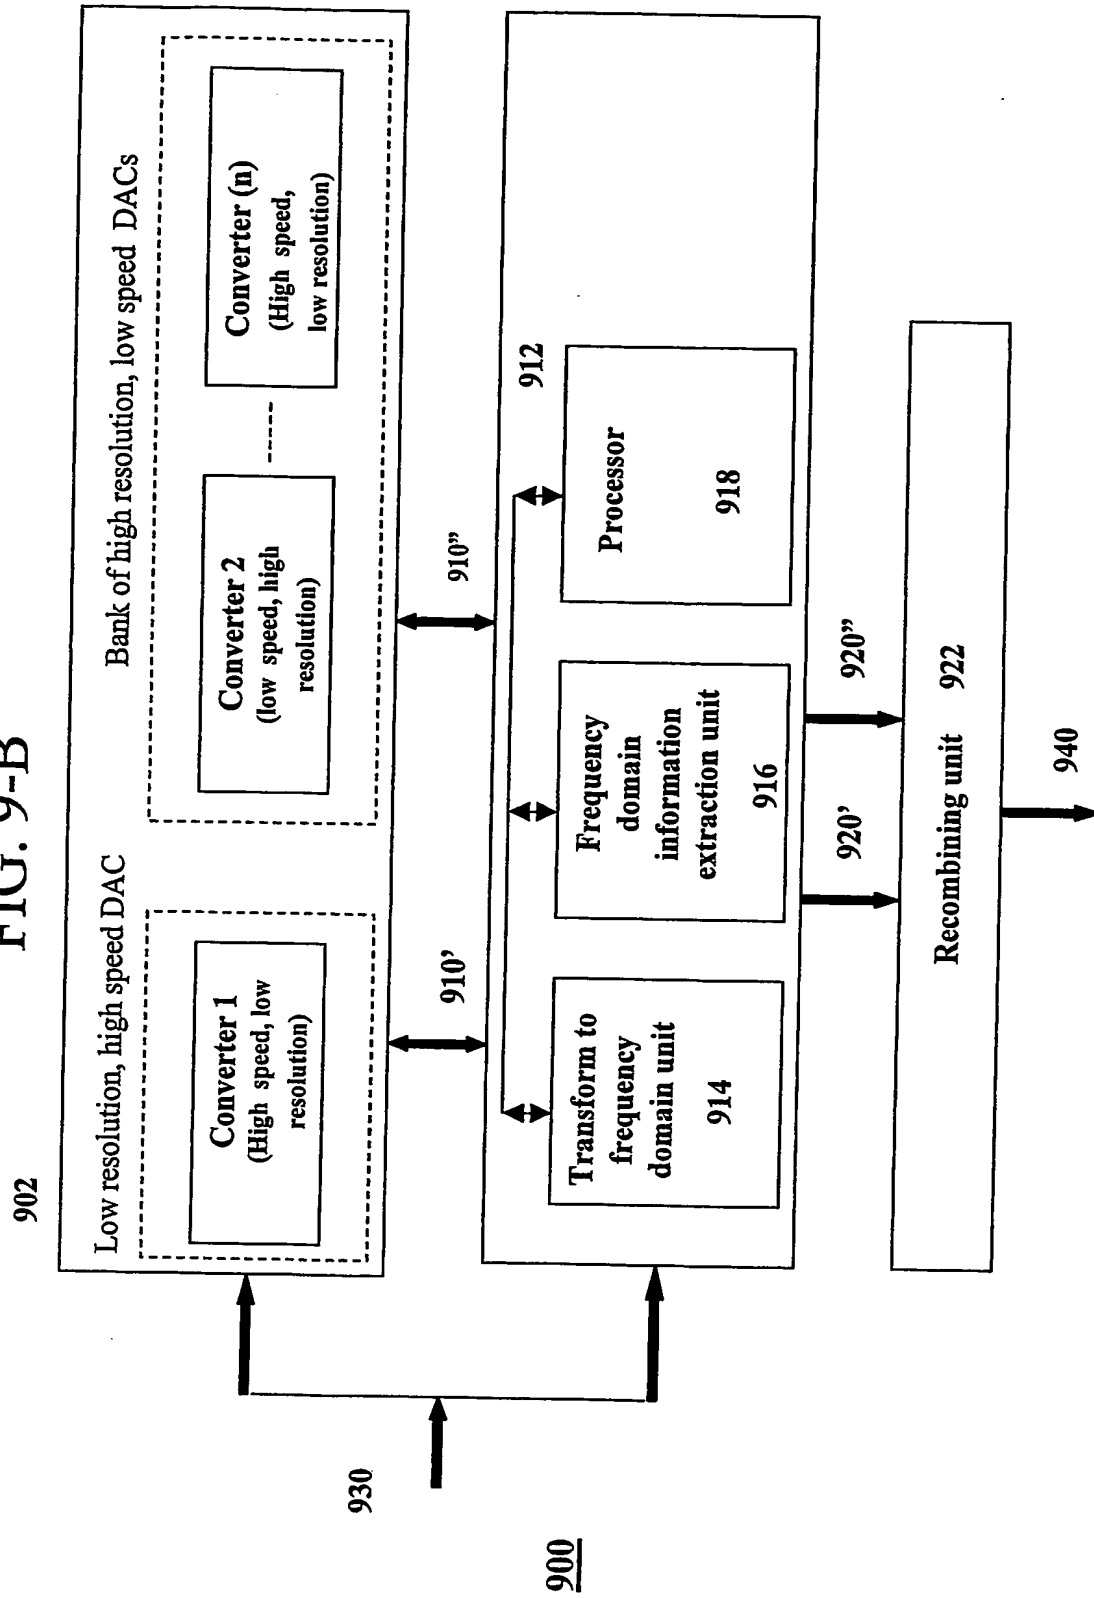 FIG. 9-B
902
Low resolution, high speed DAC
Bank of high resolution, low speed DACs
Converter 1
(High speed, low
resolution)
Converter 2
(low speed, high
resolution)
Converter (n)
(High speed,
low resolution)
910’
910”
912
930
Transform to
frequency
domain unit
914
Frequency
domain
information
extraction unit
916
Processor
918
920’
920”
Recombining unit 922
940
900